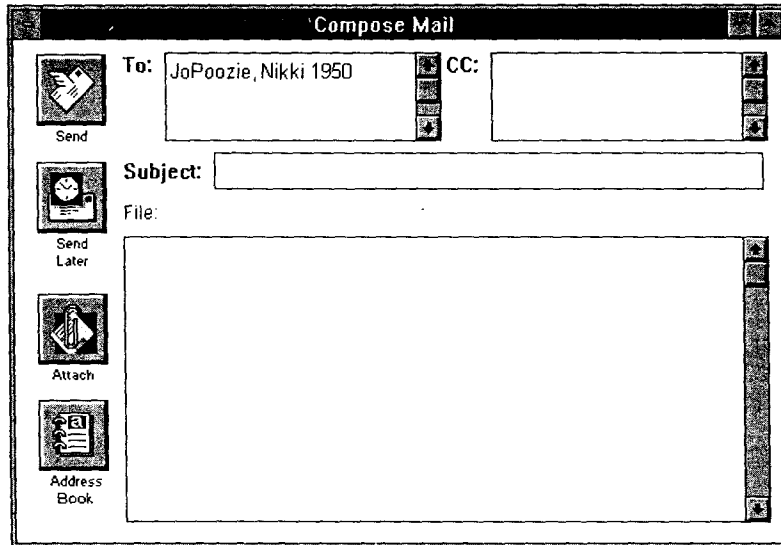 Compose Mail
To:
JoPoozie, Nikki 1950
CC:
Send
Subject:
File:
Send
Later
Attach
a
Address
Book